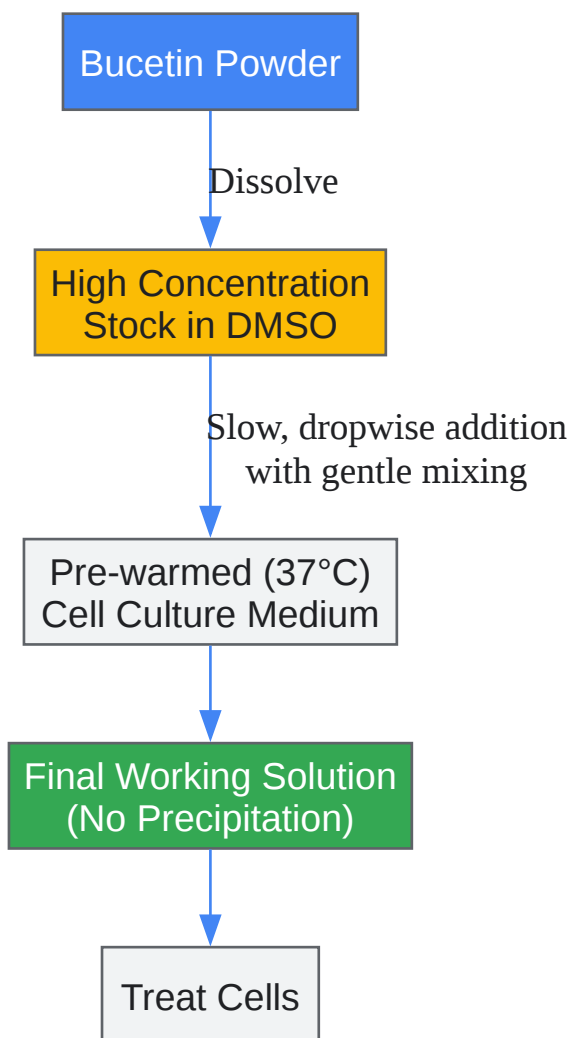 Bucetin Powder
Dissolve
High Concentration
Stock in DMSO
Slow, dropwise addition
with gentle mixing
Pre-warmed (37°C)
Cell Culture Medium
Final Working Solution
(No Precipitation)
Treat Cells